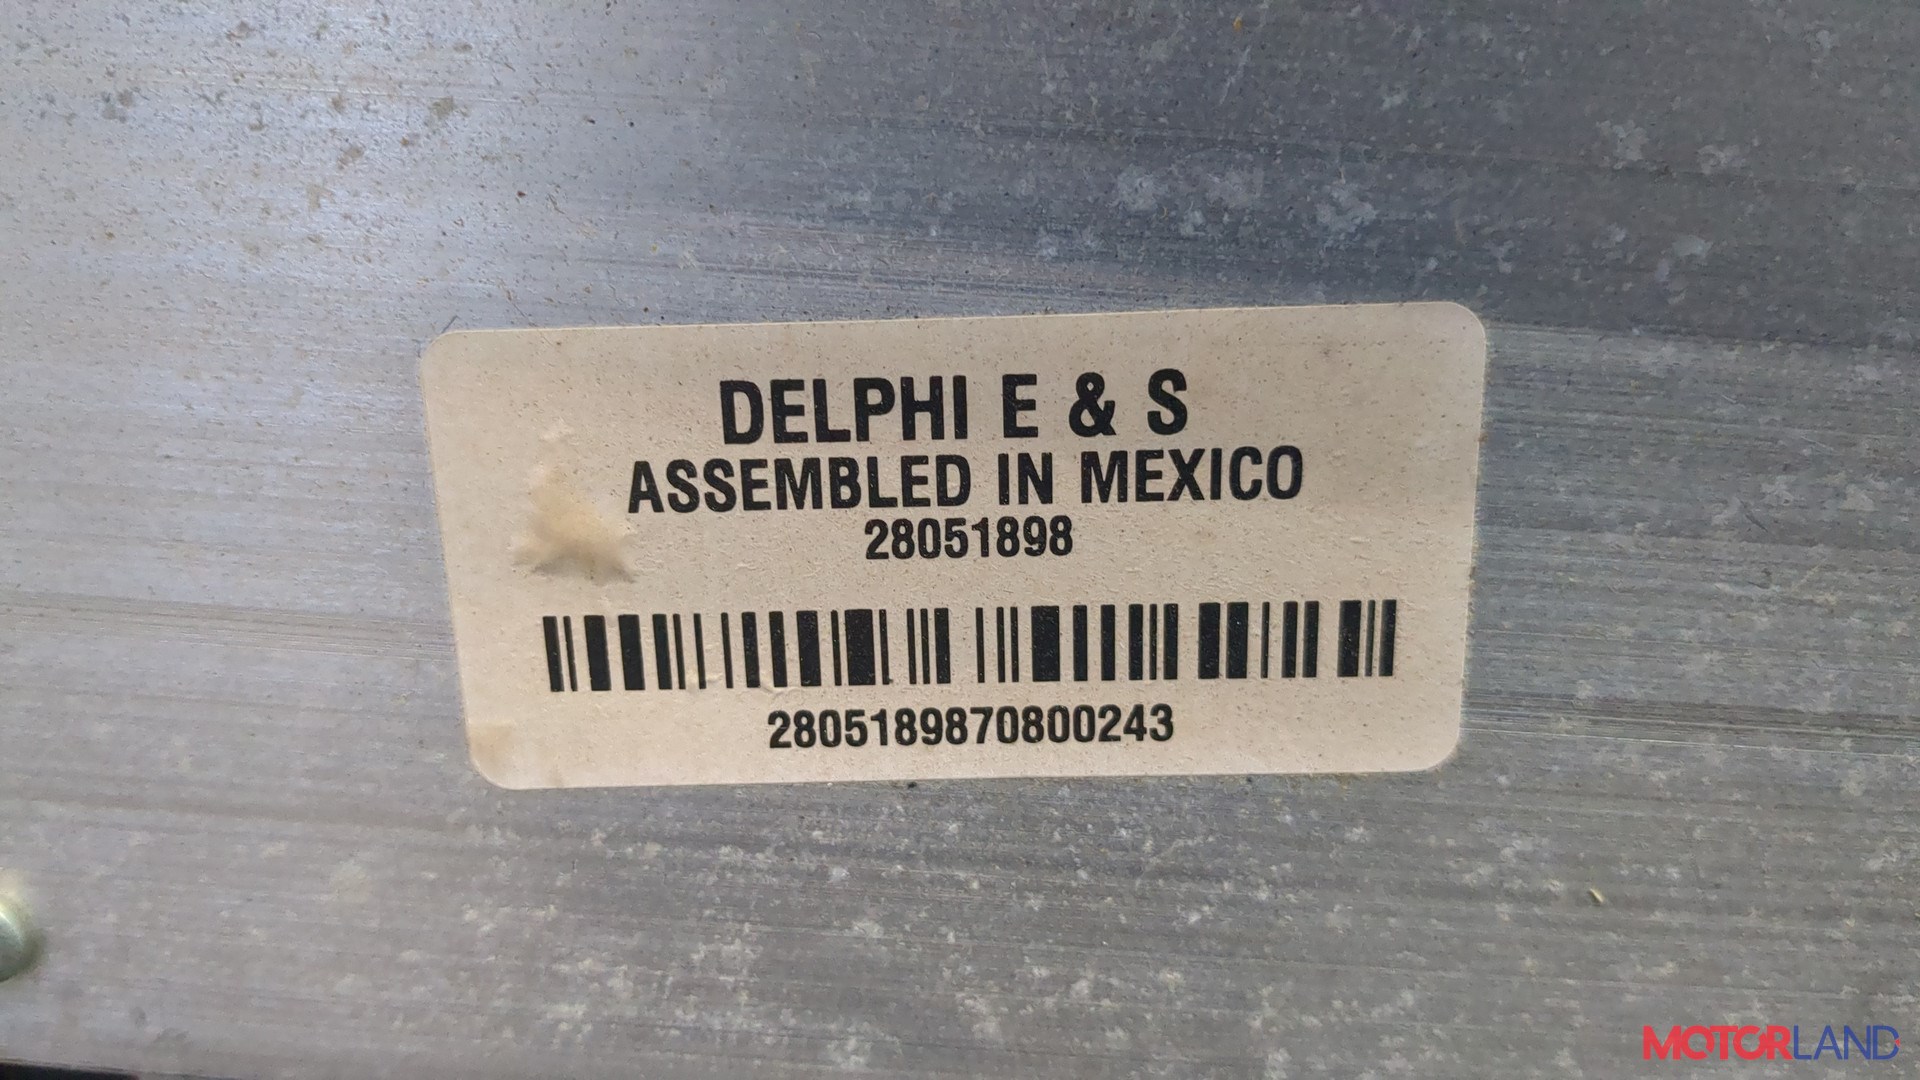 DELPHI E & S
ASSEMBLED IN MEXICO
28051898
2805189870800243
MOTORLAND